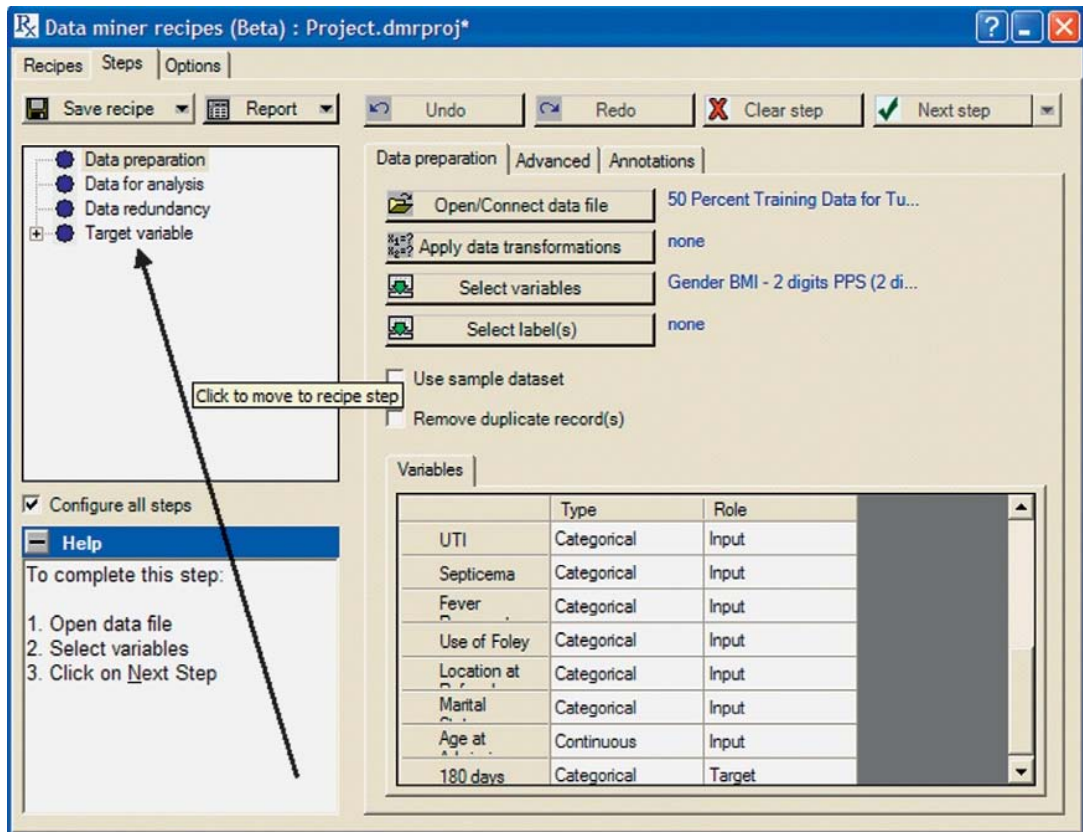 Data miner recipes (Beta) : Project.dmrproj*
Recipes Steps Options
Save recipe Report Undo Redo Clear step Next step
Data preparation
Data for analysis
Data redundancy
Target variable
Click to move to recipe step
Configure all steps
Help
To complete this step:
1. Open data file
2. Select variables
3. Click on Next Step
Data preparation Advanced Annotations
Open/Connect data file 50 Percent Training Data for Tu...
Apply data transformations none
Select variables Gender BMI - 2 digits PPS (2 di...
Select label(s) none
Use sample dataset
Remove duplicate record(s)
Variables
Type Role
UTI Categorical Input
Septicema Categorical Input
Fever Categorical Input
Use of Foley Categorical Input
Location at Categorical Input
Marital Categorical Input
Age at Continuous Input
180 days Categorical Target